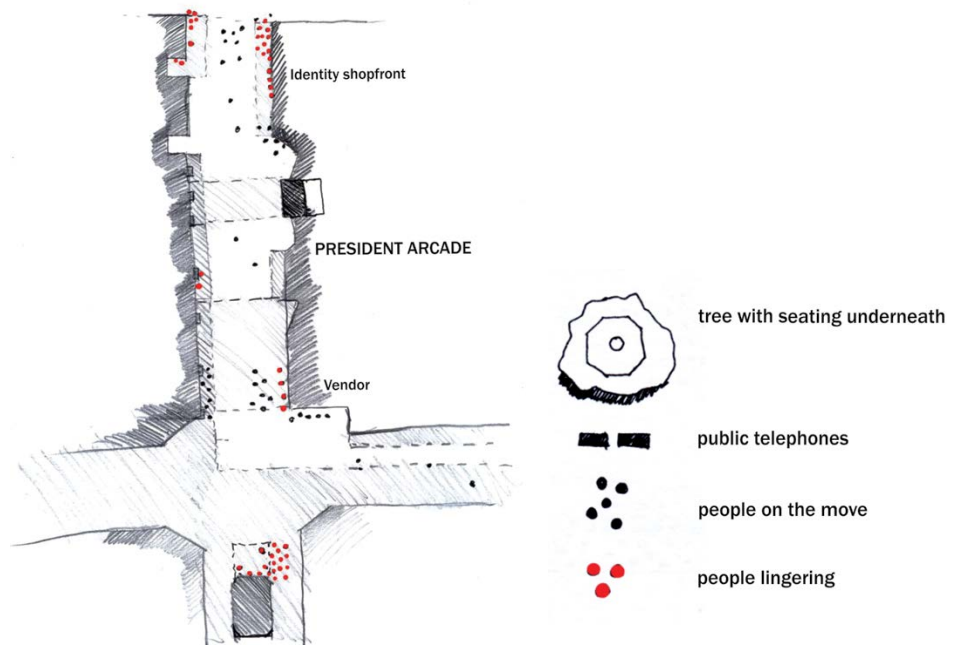 Identity shopfront
PRESIDENT ARCADE
Vendor
tree with seating underneath
public telephones
people on the move
people lingering